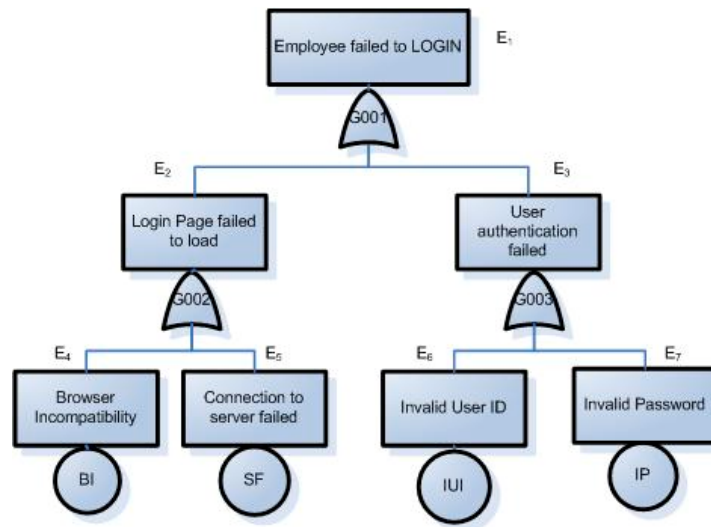 Employee failed to LOGIN
E₁
G001
E₂
E₃
Login Page failed
to load
User
authentication
failed
G002
G003
E₄
E₅
E₆
E₇
Browser
Incompatibility
Connection to
server failed
Invalid User ID
Invalid Password
BI
SF
IUI
IP